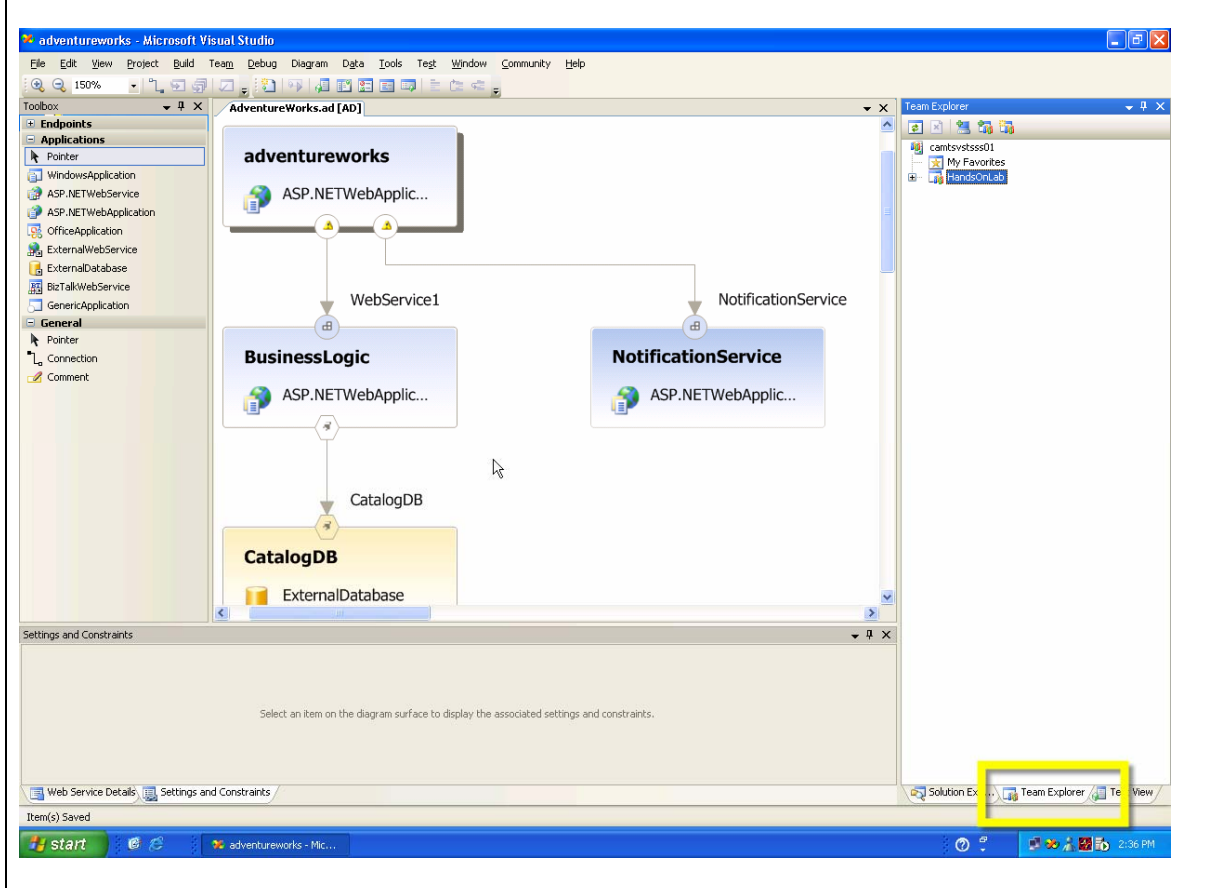 adventureworks - Microsoft Visual Studio
File Edit View Project Build Team Debug Diagram Data Tools Test Window Community Help
150%
Toolbox
Endpoints
Applications
Pointer
WindowsApplication
ASP.NETWebService
ASP.NETWebApplication
OfficeApplication
ExternalWebService
ExternalDatabase
BizTalkWebService
GenericApplication
General
Pointer
Connection
Comment
AdventureWorks.ad [AD]
adventureworks
ASP.NETWebApplic...
WebService1
NotificationService
BusinessLogic
ASP.NETWebApplic...
NotificationService
ASP.NETWebApplic...
CatalogDB
CatalogDB
ExternalDatabase
Team Explorer
camtsvstsss01
My Favorites
HandsOnLab
Settings and Constraints
Select an item on the diagram surface to display the associated settings and constraints.
Web Service Details Settings and Constraints
Solution Ex... Team Explorer Te View
Item(s) Saved
start
adventureworks - Mic...
2:36 PM